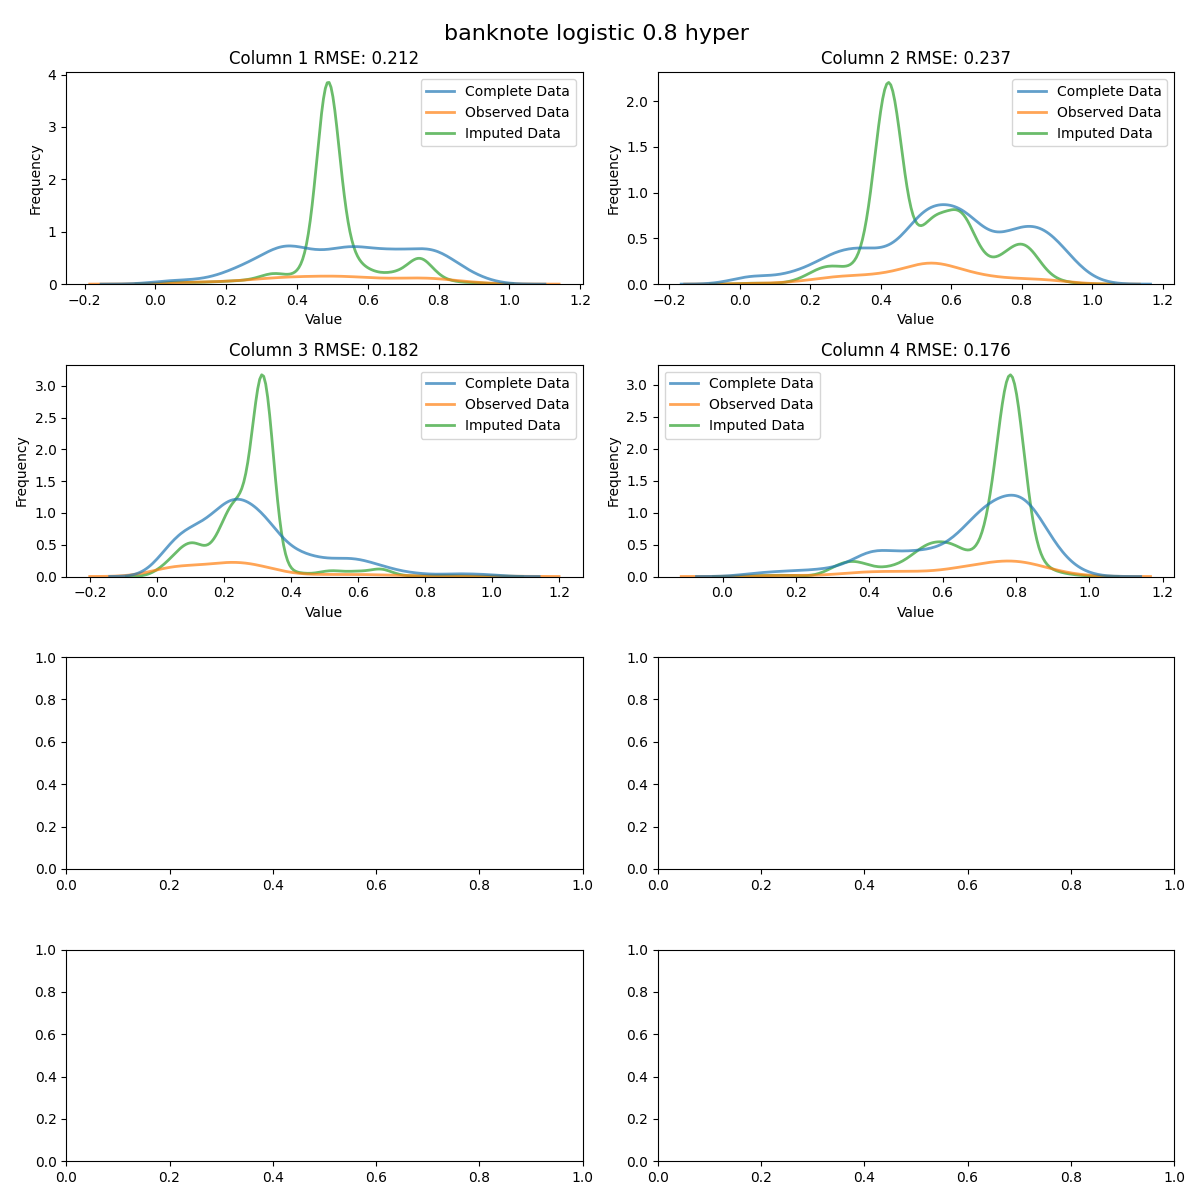 banknote logistic 0.8 hyper
Column 1 RMSE: 0.212
Column 2 RMSE: 0.237
4
3
2
1
0
Frequency
Complete Data
Observed Data
Imputed Data
−0.2 0.0 0.2 0.4 0.6 0.8 1.0 1.2
Value
2.0
1.5
1.0
0.5
0.0
Frequency
Complete Data
Observed Data
Imputed Data
−0.2 0.0 0.2 0.4 0.6 0.8 1.0 1.2
Value
Column 3 RMSE: 0.182
Column 4 RMSE: 0.176
3.0
2.5
2.0
1.5
1.0
0.5
0.0
Frequency
Complete Data
Observed Data
Imputed Data
−0.2 0.0 0.2 0.4 0.6 0.8 1.0 1.2
Value
3.0
2.5
2.0
1.5
1.0
0.5
0.0
Frequency
Complete Data
Observed Data
Imputed Data
0.0 0.2 0.4 0.6 0.8 1.0 1.2
Value
1.0
0.8
0.6
0.4
0.2
0.0
0.0 0.2 0.4 0.6 0.8 1.0
1.0
0.8
0.6
0.4
0.2
0.0
0.0 0.2 0.4 0.6 0.8 1.0
1.0
0.8
0.6
0.4
0.2
0.0
0.0 0.2 0.4 0.6 0.8 1.0
1.0
0.8
0.6
0.4
0.2
0.0
0.0 0.2 0.4 0.6 0.8 1.0